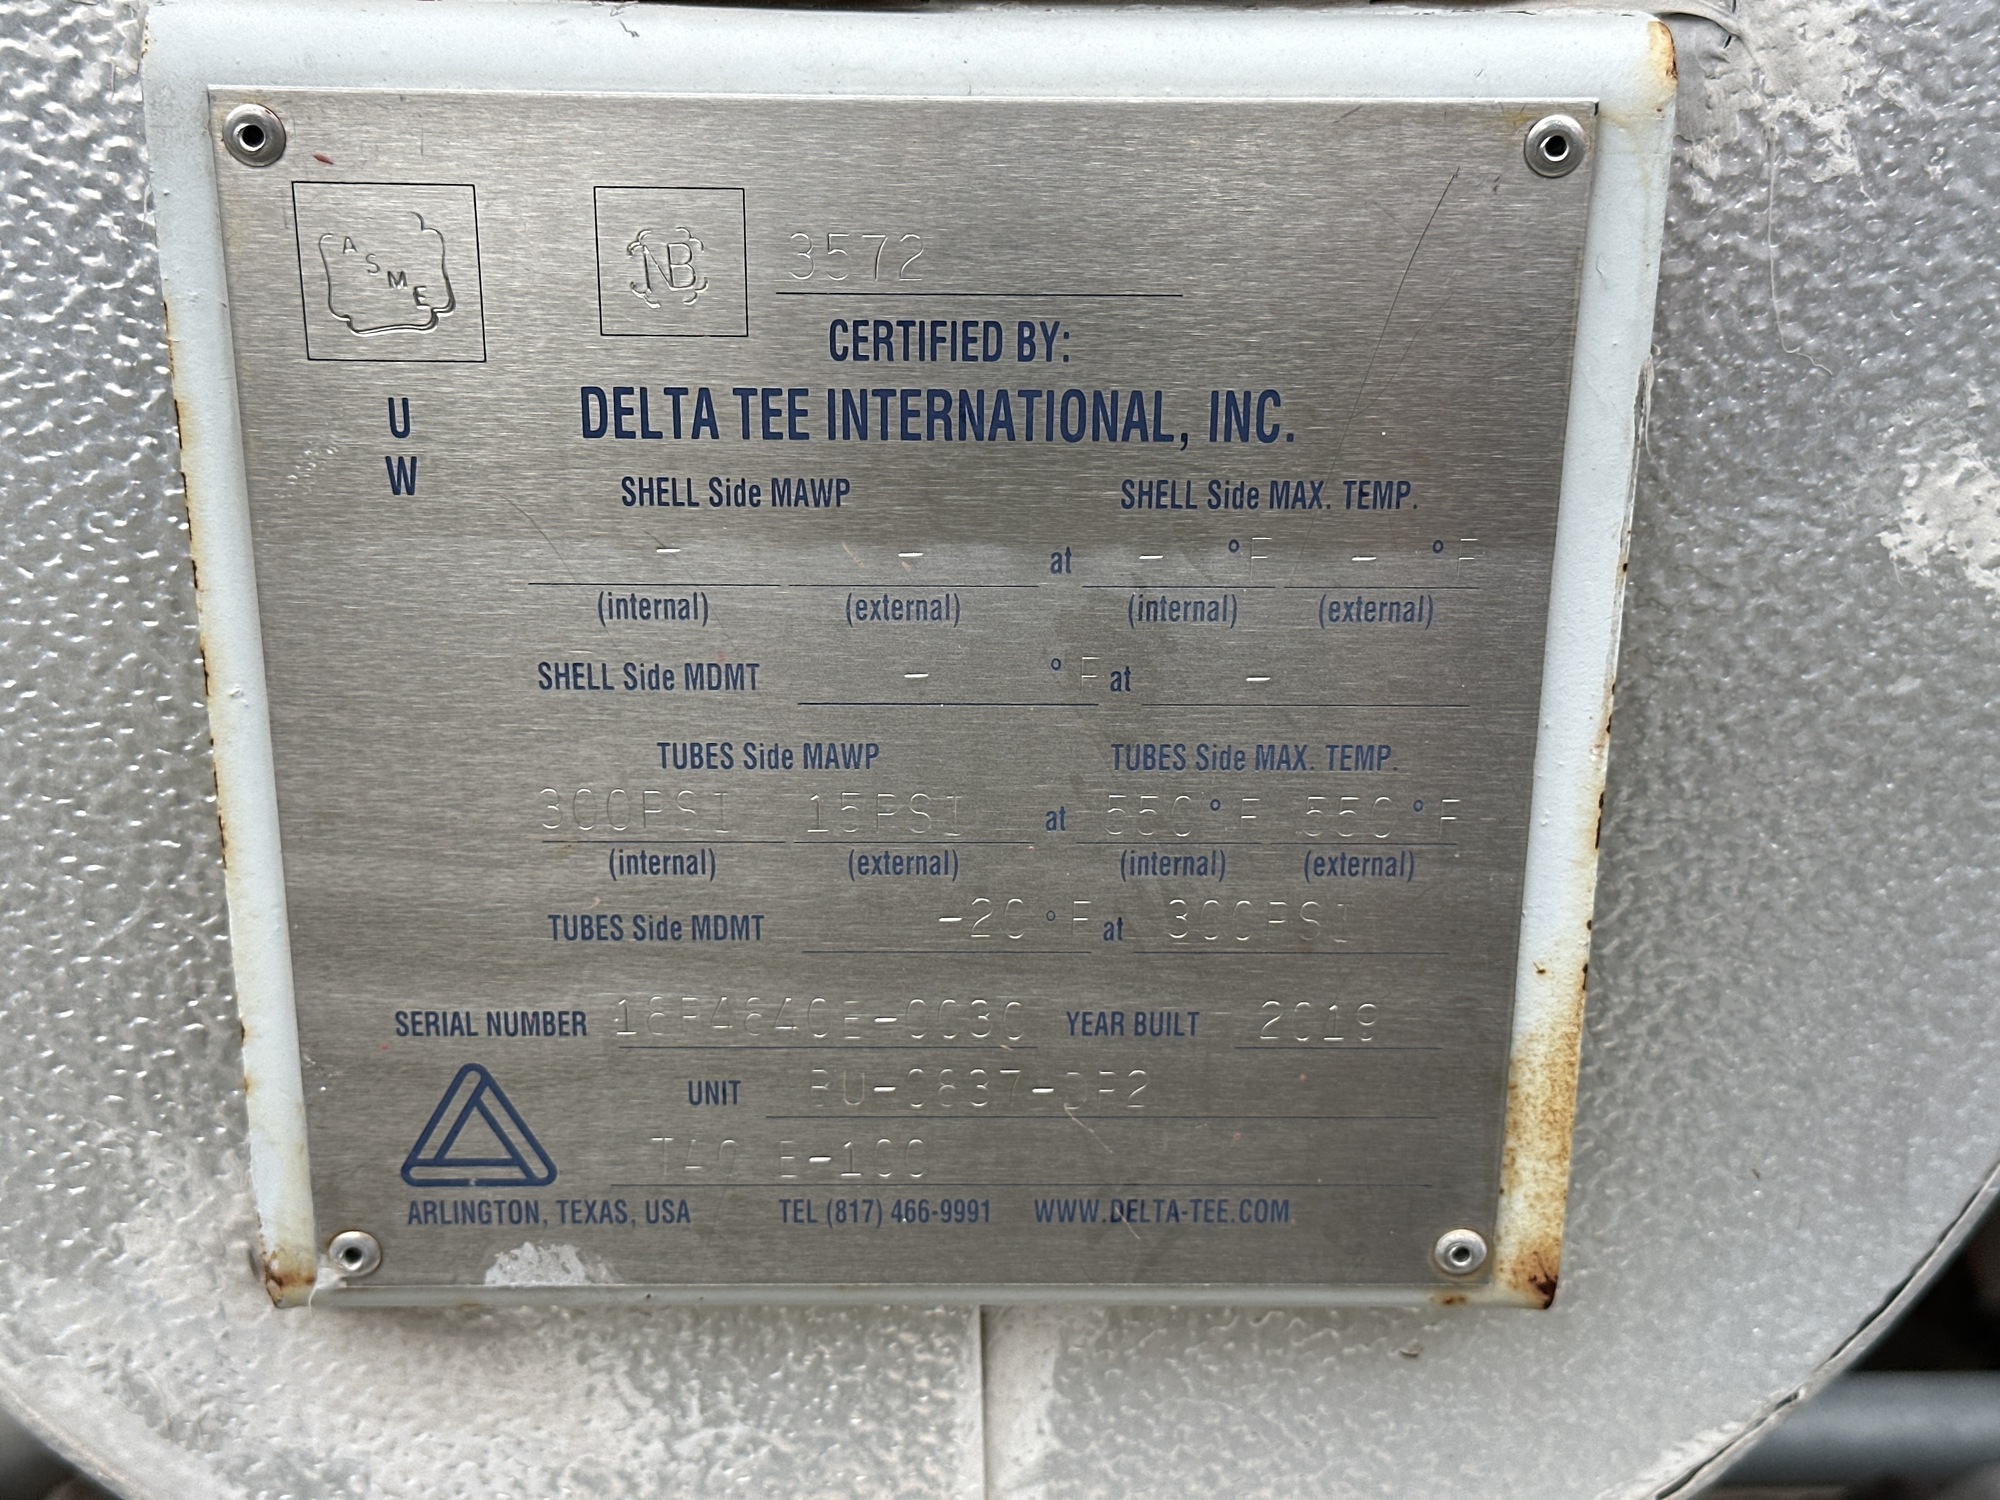 ASME
NB 3572
CERTIFIED BY:
U
DELTA TEE INTERNATIONAL, INC.
W
SHELL Side MAWP SHELL Side MAX. TEMP.
- - at - °F - °F
(internal) (external) (internal) (external)
SHELL Side MDMT - °F at -
TUBES Side MAWP TUBES Side MAX. TEMP.
300PSI 15PSI at 550°F 550°F
(internal) (external) (internal) (external)
TUBES Side MDMT -20 °F at 300PSI
SERIAL NUMBER YEAR BUILT 2019
UNIT
E-100
ARLINGTON, TEXAS, USA TEL (817) 466-9991 WWW.DELTA-TEE.COM